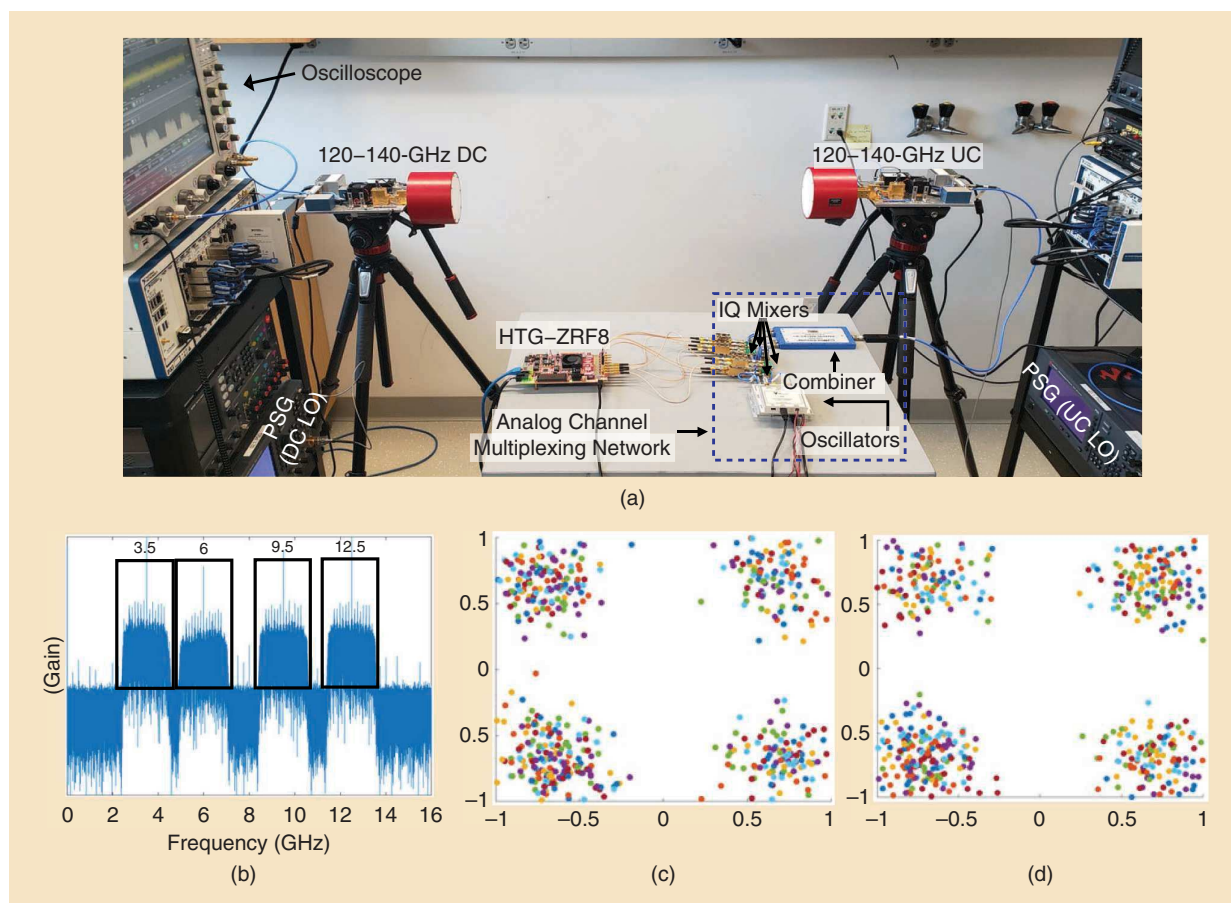 Oscilloscope
120–140-GHz DC
120–140-GHz UC
IQ Mixers
HTG–ZRF8
Combiner
Analog Channel
Multiplexing Network
Oscillators
PSG
(DC LO)
PSG (UC LO)
(a)
3.5 6 9.5 12.5
(Gain)
0 2 4 6 8 10 12 14 16
Frequency (GHz)
(b)
1
0.5
0
0.5
–1
–1 –0.5 0 0.5 1
(c)
1
0.5
0
0.5
–1
–1 –0.5 0 0.5 1
(d)